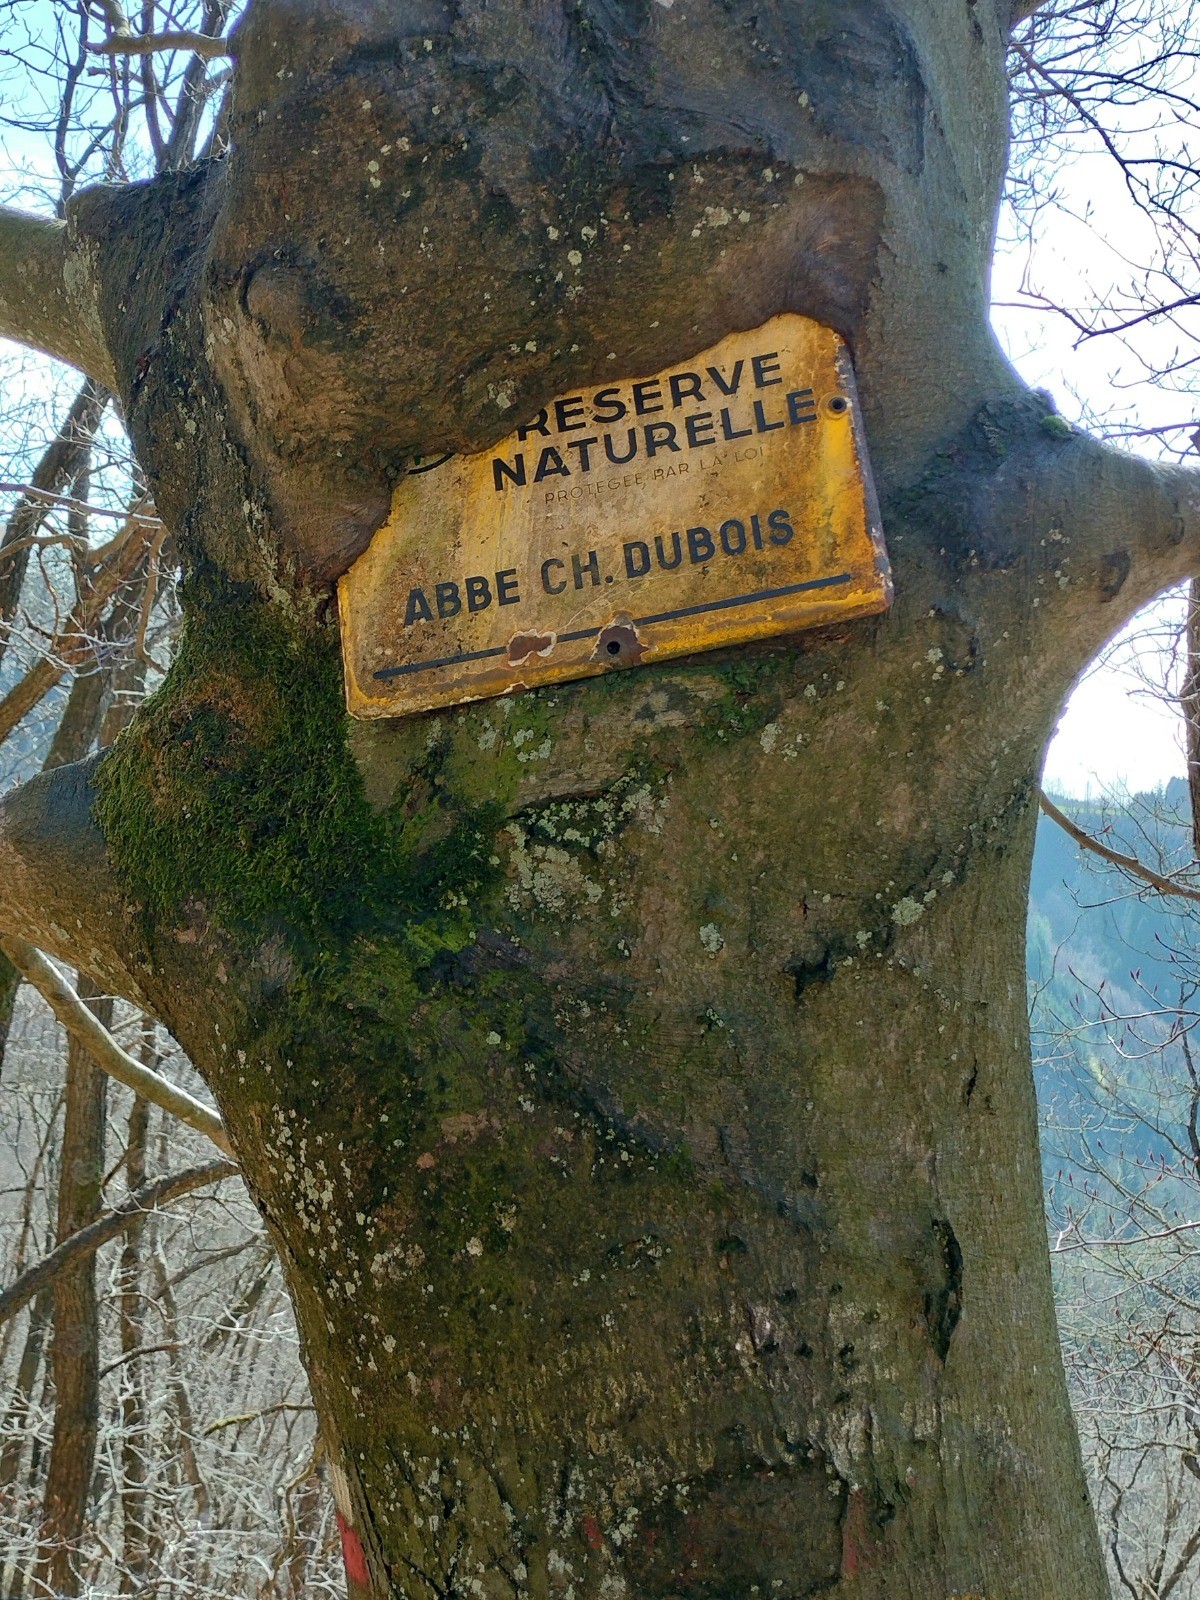 RESERVE
NATURELLE
PROTEGEE PAR LA LOI
ABBE CH. DUBOIS